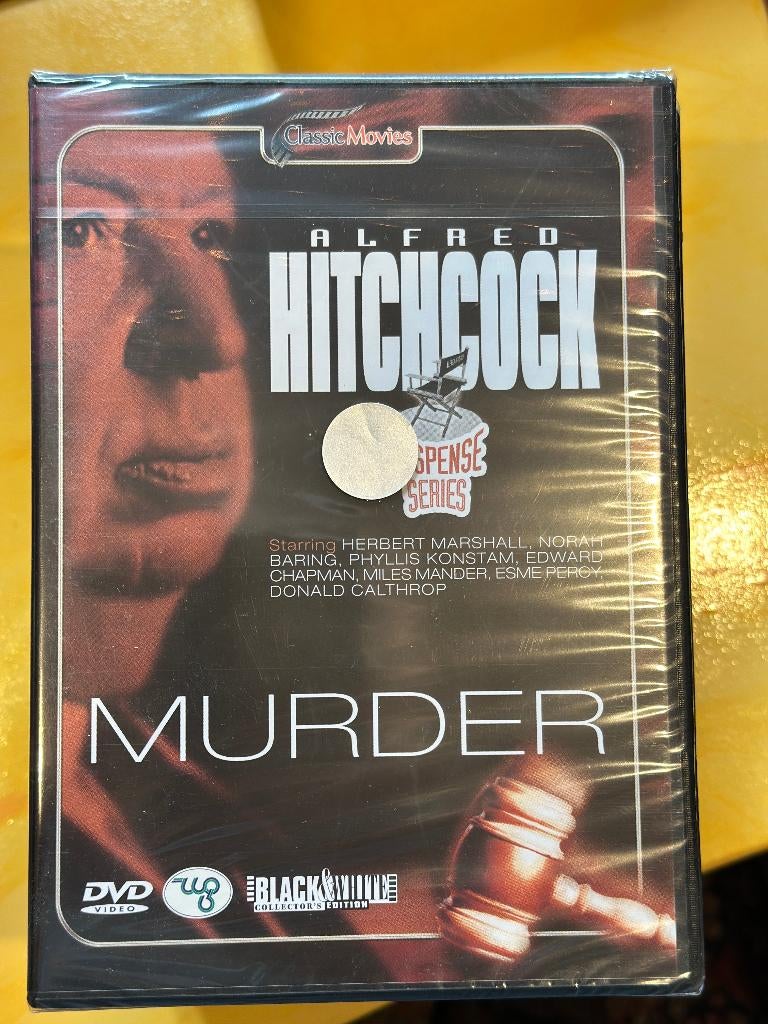 Classic Movies
ALFRED
HITCHCOCK
SPENSE
SERIES
Starring HERBERT MARSHALL, NORAH
BARING, PHYLLIS KONSTAM, EDWARD
CHAPMAN, MILES MANDER, ESME PERCY,
DONALD CALTHROP
MURDER
DVD
VIDEO
BLACK & WHITE
COLLECTOR'S EDITION